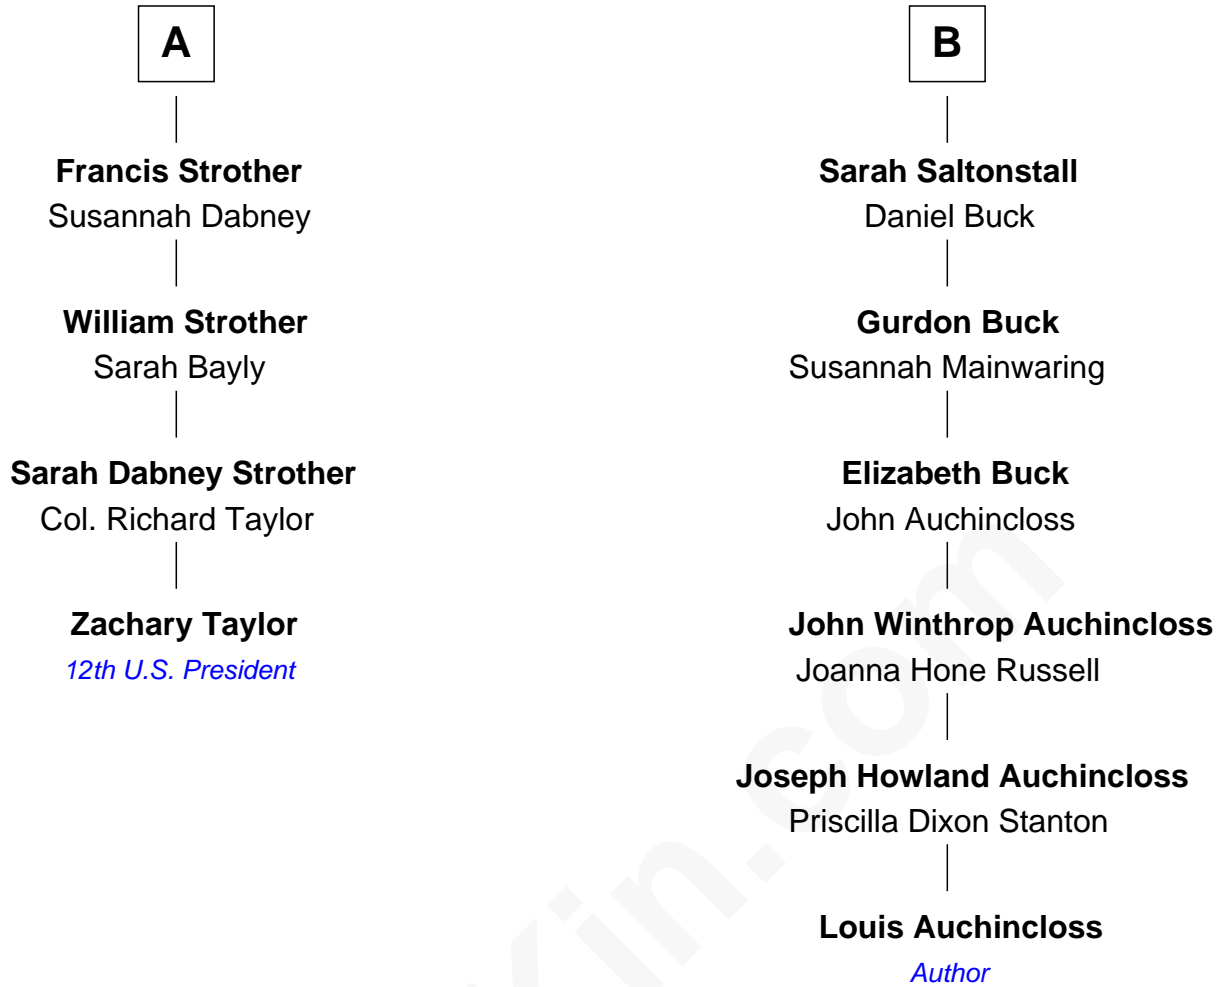 A
Francis Strother
Susannah Dabney
William Strother
Sarah Bayly
Sarah Dabney Strother
Col. Richard Taylor
Zachary Taylor
12th U.S. President
B
Sarah Saltonstall
Daniel Buck
Gurdon Buck
Susannah Mainwaring
Elizabeth Buck
John Auchincloss
John Winthrop Auchincloss
Joanna Hone Russell
Joseph Howland Auchincloss
Priscilla Dixon Stanton
Louis Auchincloss
Author
Kin.com